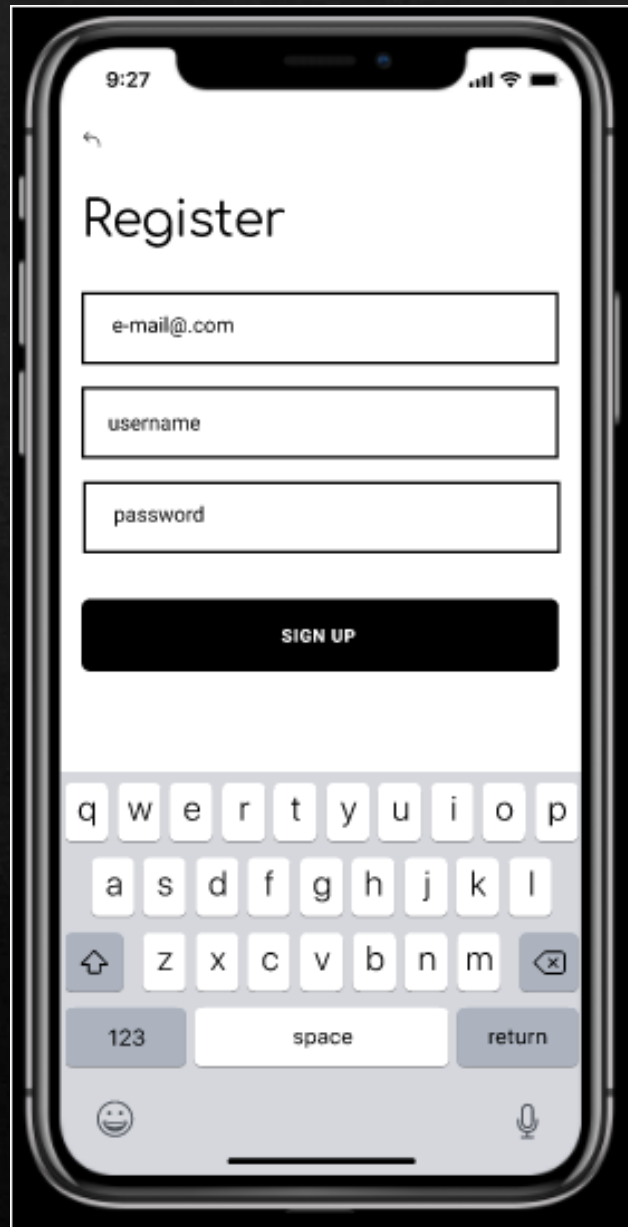 9:27
Register
e-mail@.com
username
password
SIGN UP
q w e r t y u i o p
a s d f g h j k l
z x c v b n m
123 space return